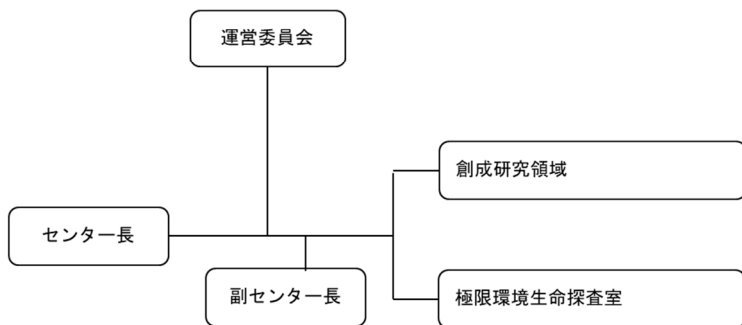 運営委員会
創成研究領域
センター長
副センター長
極限環境生命探査室